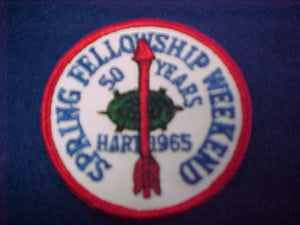 SPRING FELLOWSHIP WEEKEND
50 YEARS
HART 1965